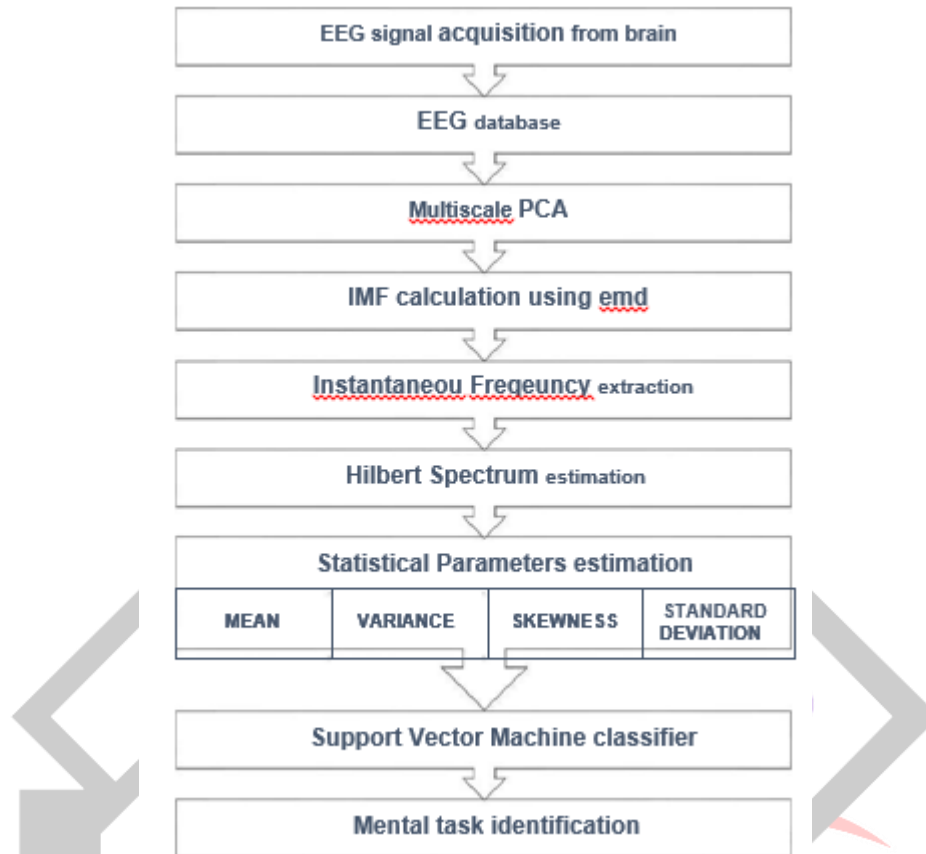 EEG signal acquisition from brain
EEG database
Multiscale PCA
IMF calculation using emd
Instantaneou Freqeuncy extraction
Hilbert Spectrum estimation
Statistical Parameters estimation
MEAN VARIANCE SKEWNESS STANDARD DEVIATION
Support Vector Machine classifier
Mental task identification